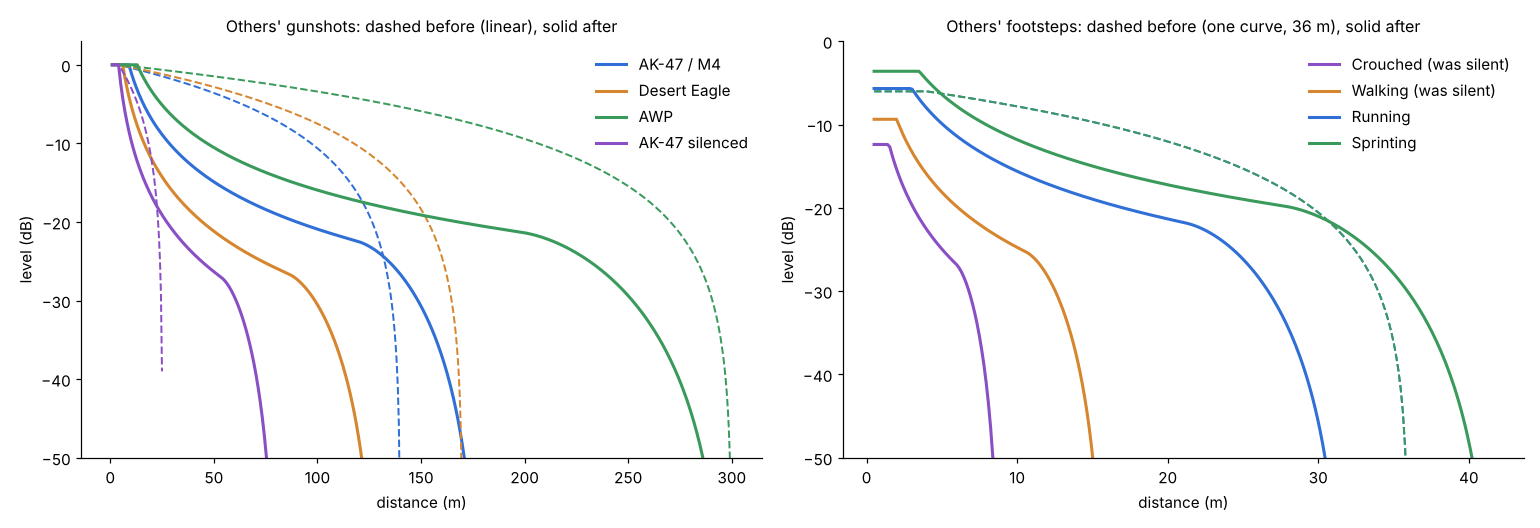 Others' gunshots: dashed before (linear), solid after
AK-47 / M4
Desert Eagle
AWP
AK-47 silenced
level (dB)
0
−10
−20
−30
−40
−50
0
50
100
150
200
250
300
distance (m)
Others' footsteps: dashed before (one curve, 36 m), solid after
Crouched (was silent)
Walking (was silent)
Running
Sprinting
level (dB)
0
−10
−20
−30
−40
−50
0
10
20
30
40
distance (m)